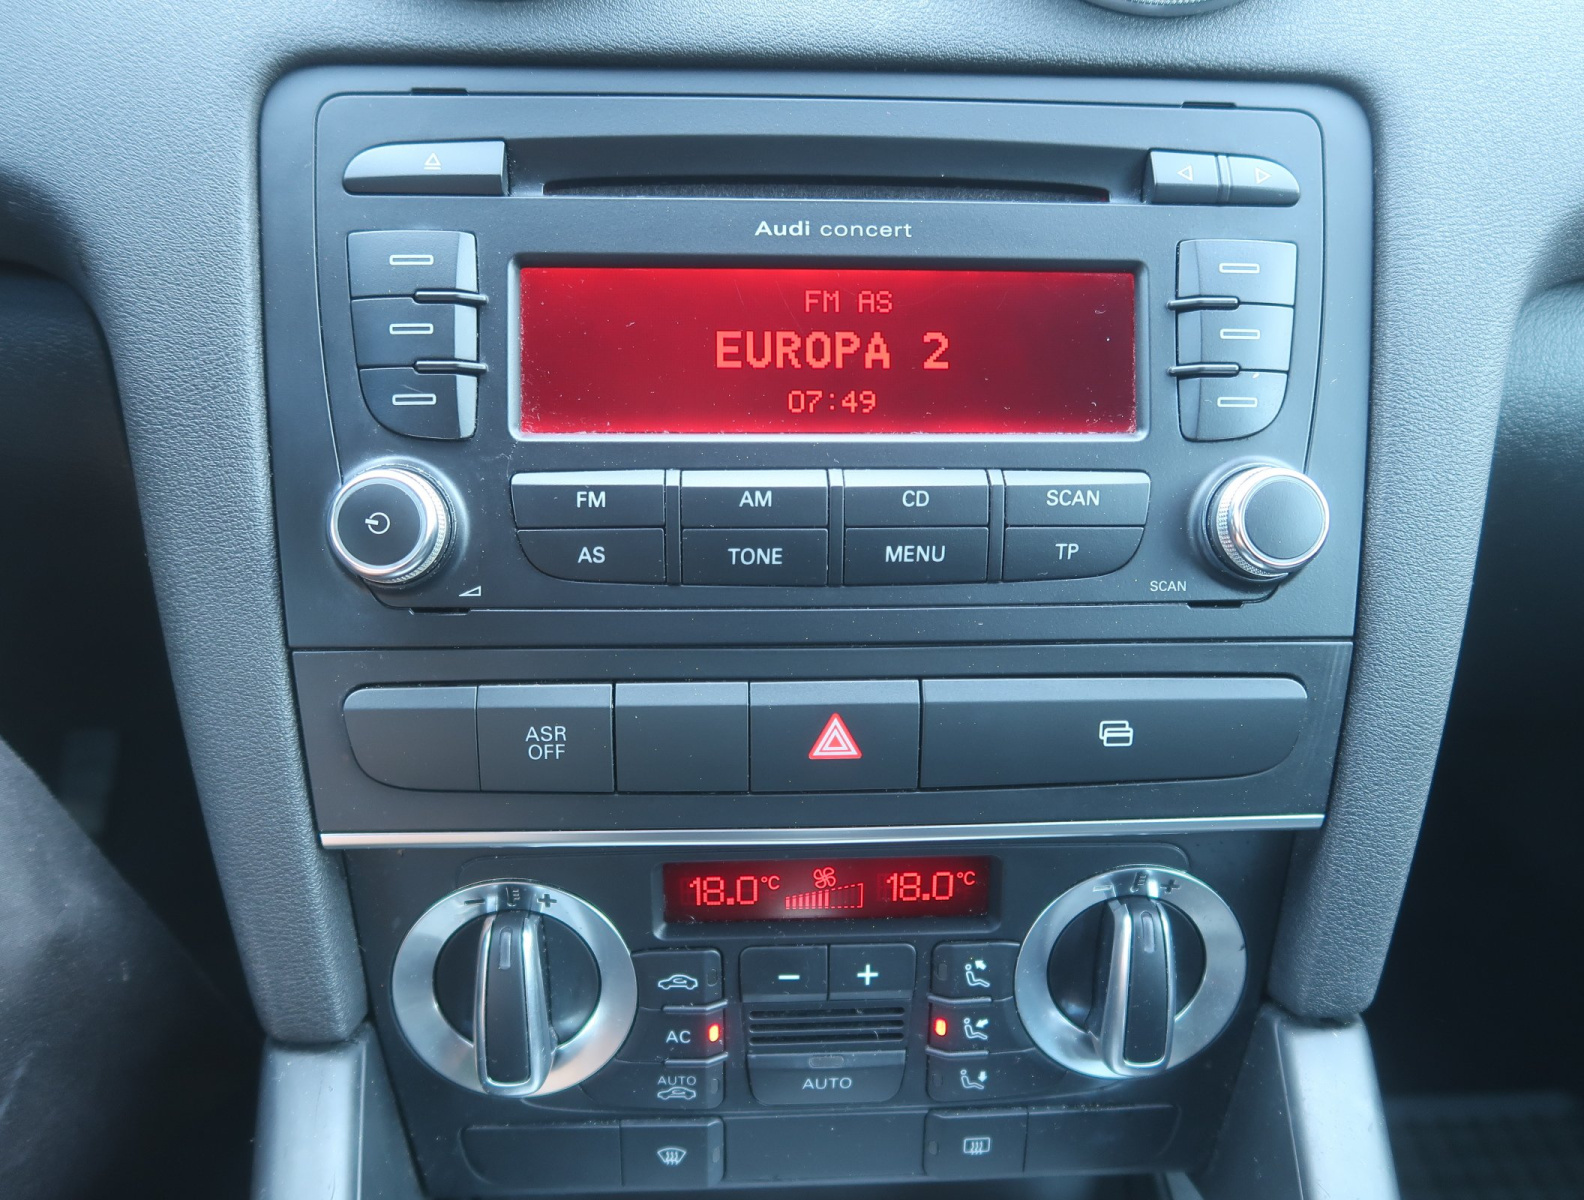 Audi concert
FM AS
EUROPA 2
07:49
FM AM CD SCAN
AS TONE MENU TP
SCAN
ASR
OFF
18.0°C 18.0°C
- + - +
- +
AC
AUTO
AUTO